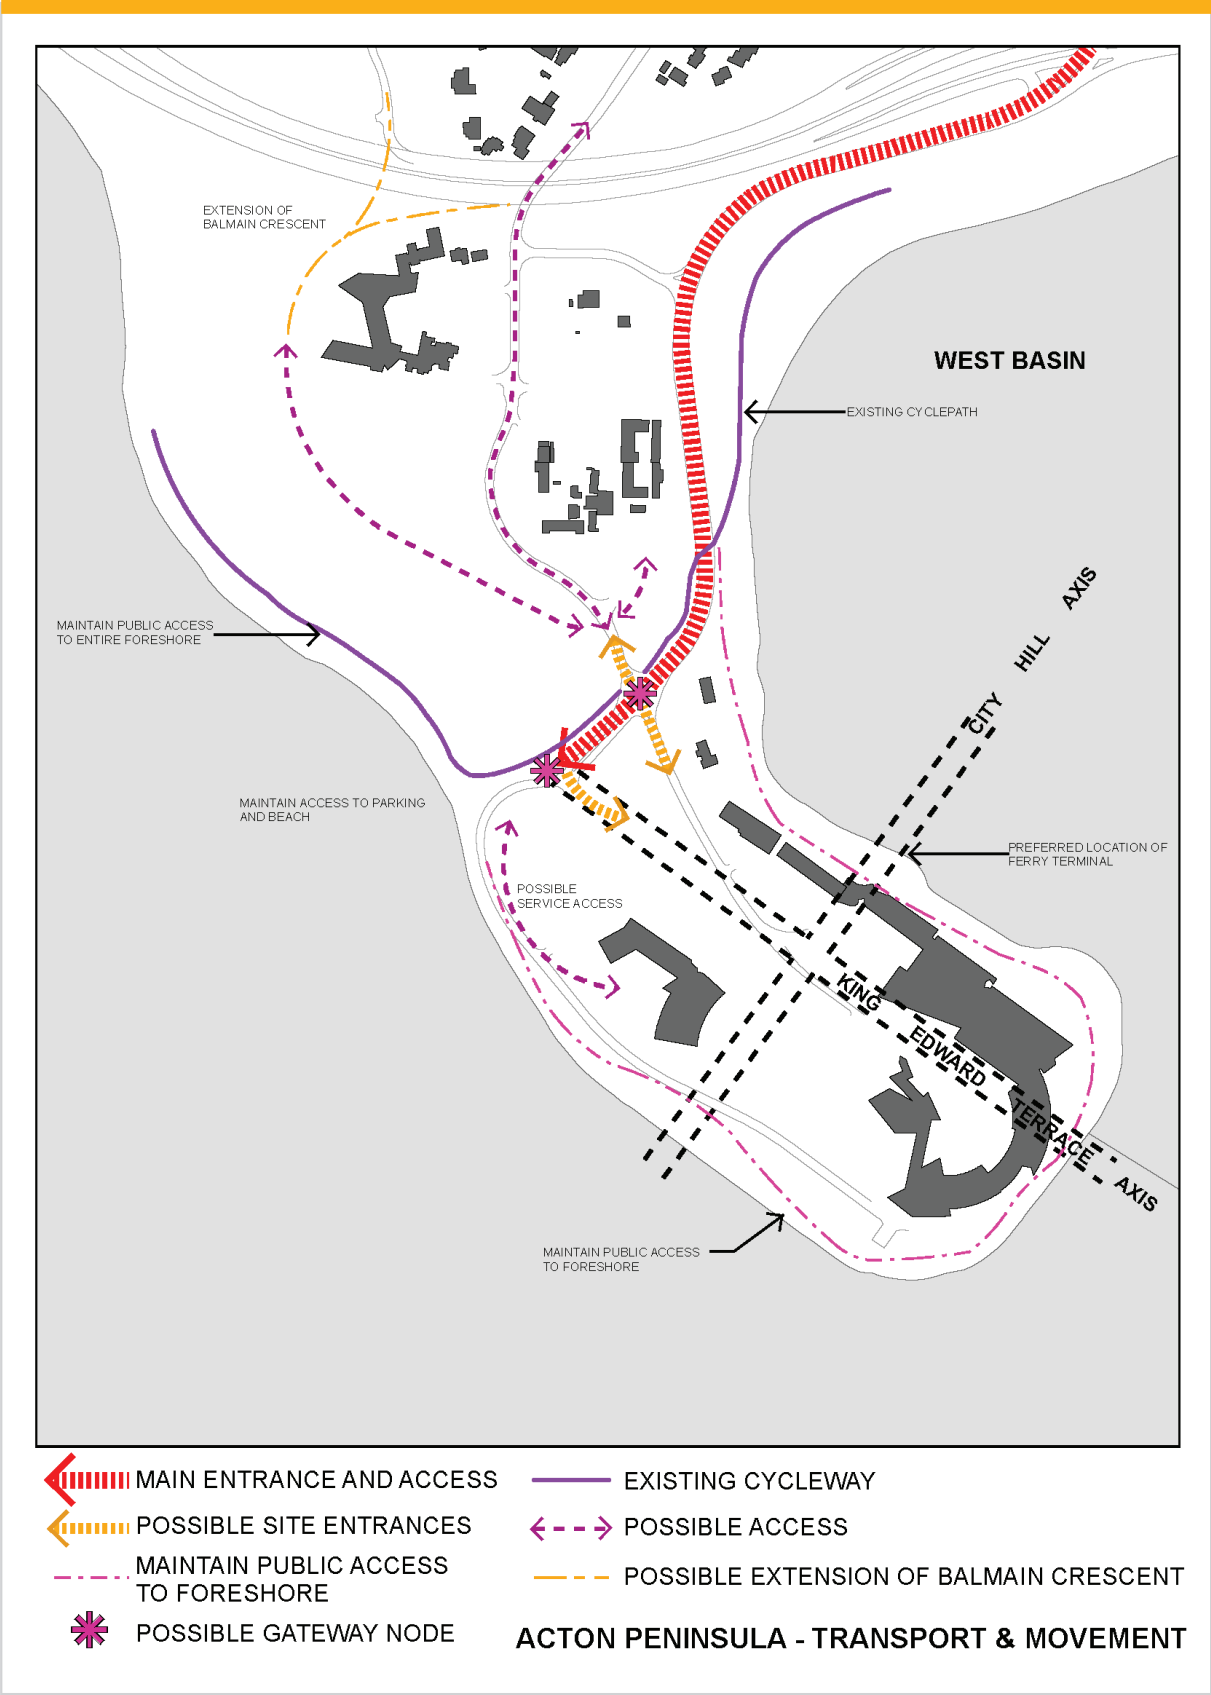 EXTENSION OF
BALMAIN CRESCENT
WEST BASIN
EXISTING CYCLEPATH
MAINTAIN PUBLIC ACCESS
TO ENTIRE FORESHORE
CITY HILL AXIS
MAINTAIN ACCESS TO PARKING
AND BEACH
PREFERRED LOCATION OF
FERRY TERMINAL
POSSIBLE
SERVICE ACCESS
KING EDWARD TERRACE AXIS
MAINTAIN PUBLIC ACCESS
TO FORESHORE
MAIN ENTRANCE AND ACCESS
POSSIBLE SITE ENTRANCES
MAINTAIN PUBLIC ACCESS
TO FORESHORE
POSSIBLE GATEWAY NODE
EXISTING CYCLEWAY
POSSIBLE ACCESS
POSSIBLE EXTENSION OF BALMAIN CRESCENT
ACTON PENINSULA - TRANSPORT & MOVEMENT